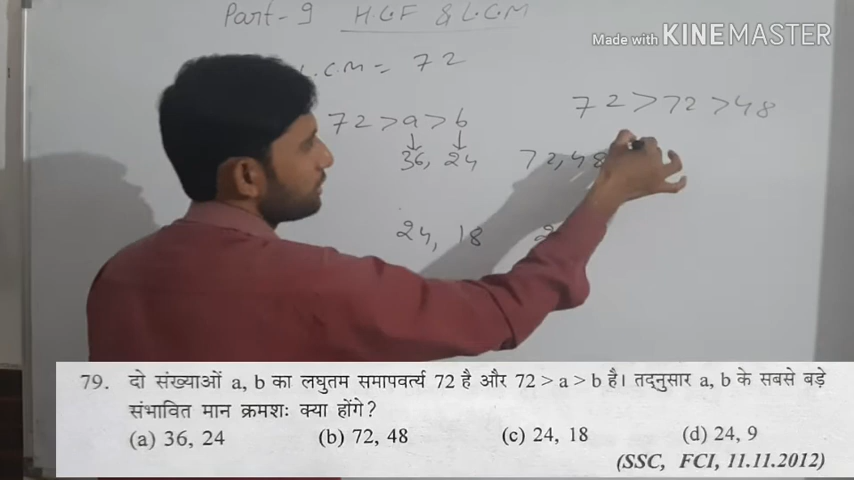 Part-9 H.C.F & L.C.M
Made with KINEMASTER
L.C.M = 72
72 > a > b
72 > 72 > 48
36, 24
72, 48
24, 18
79. दो संख्याओं a, b का लघुतम समापवर्त्य 72 है और 72 > a > b है। तद्नुसार a, b के सबसे बड़े
संभावित मान क्रमशः क्या होंगे?
(a) 36, 24 (b) 72, 48 (c) 24, 18 (d) 24, 9
(SSC, FCI, 11.11.2012)